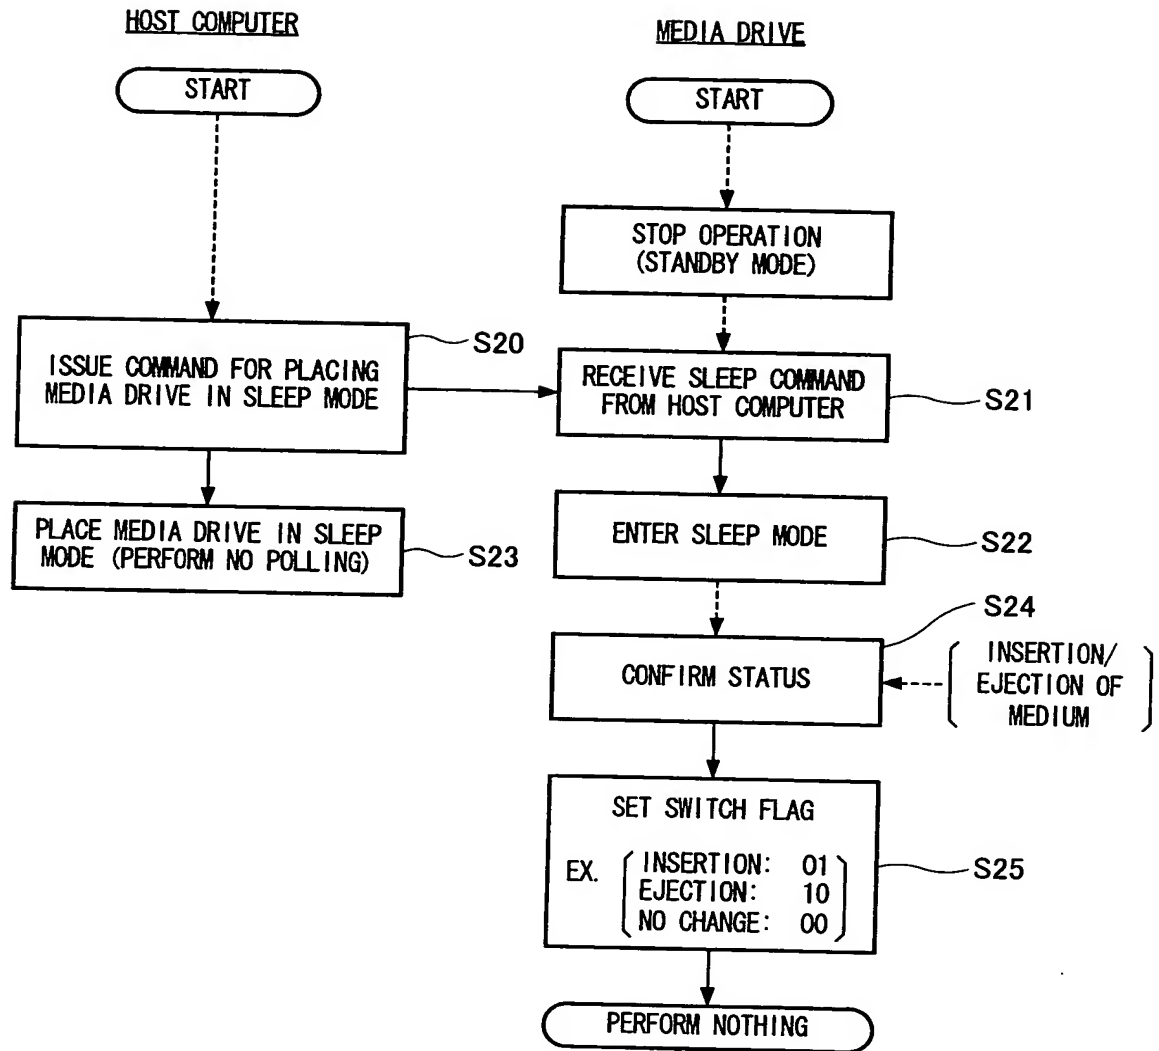 HOST COMPUTER
START
ISSUE COMMAND FOR PLACING
MEDIA DRIVE IN SLEEP MODE
S20
PLACE MEDIA DRIVE IN SLEEP
MODE (PERFORM NO POLLING)
S23
MEDIA DRIVE
START
STOP OPERATION
(STANDBY MODE)
RECEIVE SLEEP COMMAND
FROM HOST COMPUTER
S21
ENTER SLEEP MODE
S22
S24
CONFIRM STATUS
INSERTION/
EJECTION OF
MEDIUM
SET SWITCH FLAG
EX.
INSERTION: 01
EJECTION: 10
NO CHANGE: 00
S25
PERFORM NOTHING